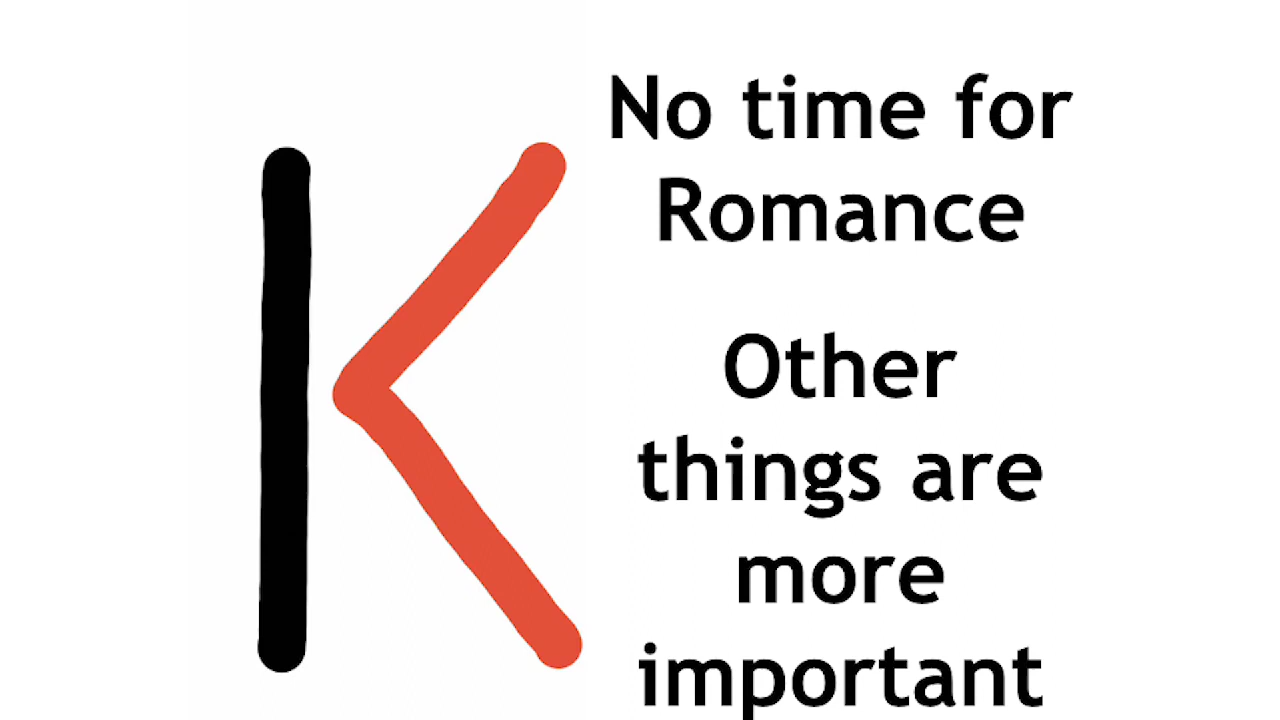 K
No time for
Romance
Other
things are
more
important